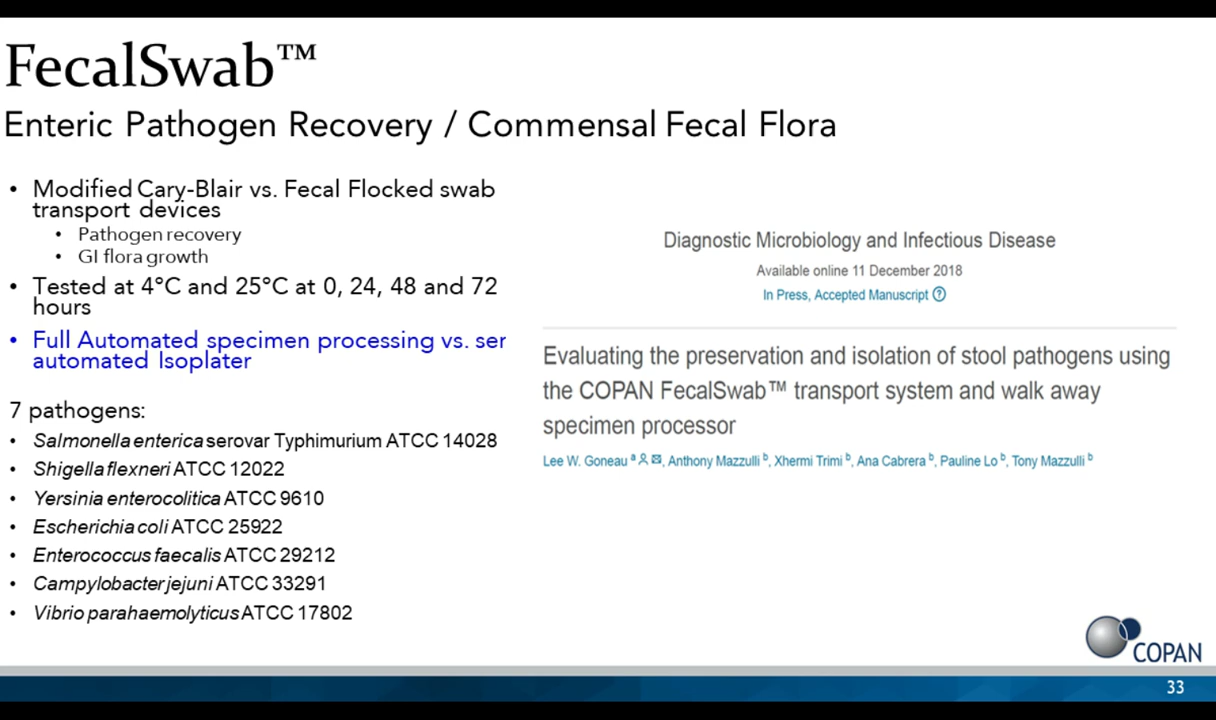 FecalSwab™
Enteric Pathogen Recovery / Commensal Fecal Flora
• Modified Cary-Blair vs. Fecal Flocked swab
transport devices
• Pathogen recovery
• GI flora growth
• Tested at 4°C and 25°C at 0, 24, 48 and 72
hours
• Full Automated specimen processing vs. ser
automated Isoplater
7 pathogens:
• Salmonella enterica serovar Typhimurium ATCC 14028
• Shigella flexneri ATCC 12022
• Yersinia enterocolitica ATCC 9610
• Escherichia coli ATCC 25922
• Enterococcus faecalis ATCC 29212
• Campylobacter jejuni ATCC 33291
• Vibrio parahaemolyticus ATCC 17802
Diagnostic Microbiology and Infectious Disease
Available online 11 December 2018
In Press, Accepted Manuscript ?
Evaluating the preservation and isolation of stool pathogens using
the COPAN FecalSwab™ transport system and walk away
specimen processor
Lee W. Goneau a, Anthony Mazzulli b, Xhermi Trimi b, Ana Cabrera b, Pauline Lo b, Tony Mazzulli b
COPAN
33